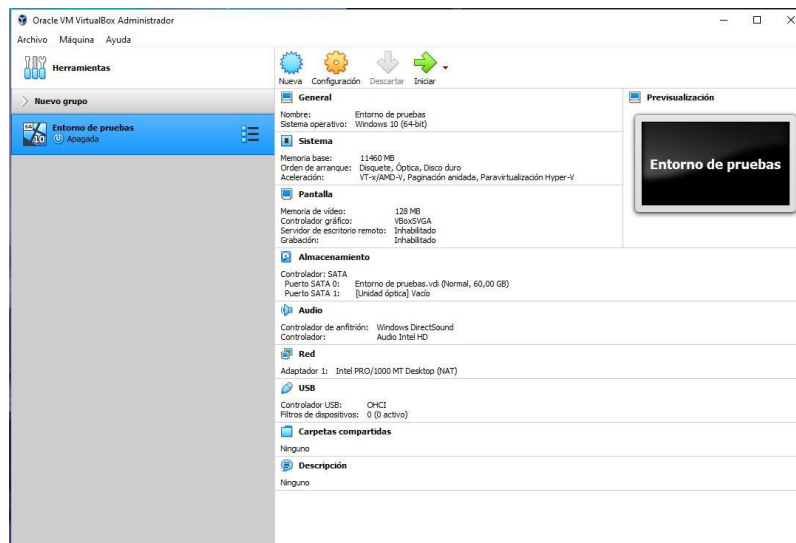 Oracle VM VirtualBox Administrador
Archivo Máquina Ayuda
Herramientas
Nueva Configuración Descartar Iniciar
Nuevo grupo
Entorno de pruebas
Apagada
64
10
General
Nombre: Entorno de pruebas
Sistema operativo: Windows 10 (64-bit)
Previsualización
Entorno de pruebas
Sistema
Memoria base: 11460 MB
Orden de arranque: Disquete, Óptica, Disco duro
Aceleración: VT-x/AMD-V, Paginación anidada, Paravirtualización Hyper-V
Pantalla
Memoria de vídeo: 128 MB
Controlador gráfico: VBoxSVGA
Servidor de escritorio remoto: Inhabilitado
Grabación: Inhabilitado
Almacenamiento
Controlador: SATA
Puerto SATA 0: Entorno de pruebas.vdi (Normal, 60,00 GB)
Puerto SATA 1: [Unidad óptica] Vacío
Audio
Controlador de anfitrión: Windows DirectSound
Controlador: Audio Intel HD
Red
Adaptador 1: Intel PRO/1000 MT Desktop (NAT)
USB
Controlador USB: OHCI
Filtros de dispositivos: 0 (0 activo)
Carpetas compartidas
Ninguno
Descripción
Ninguno